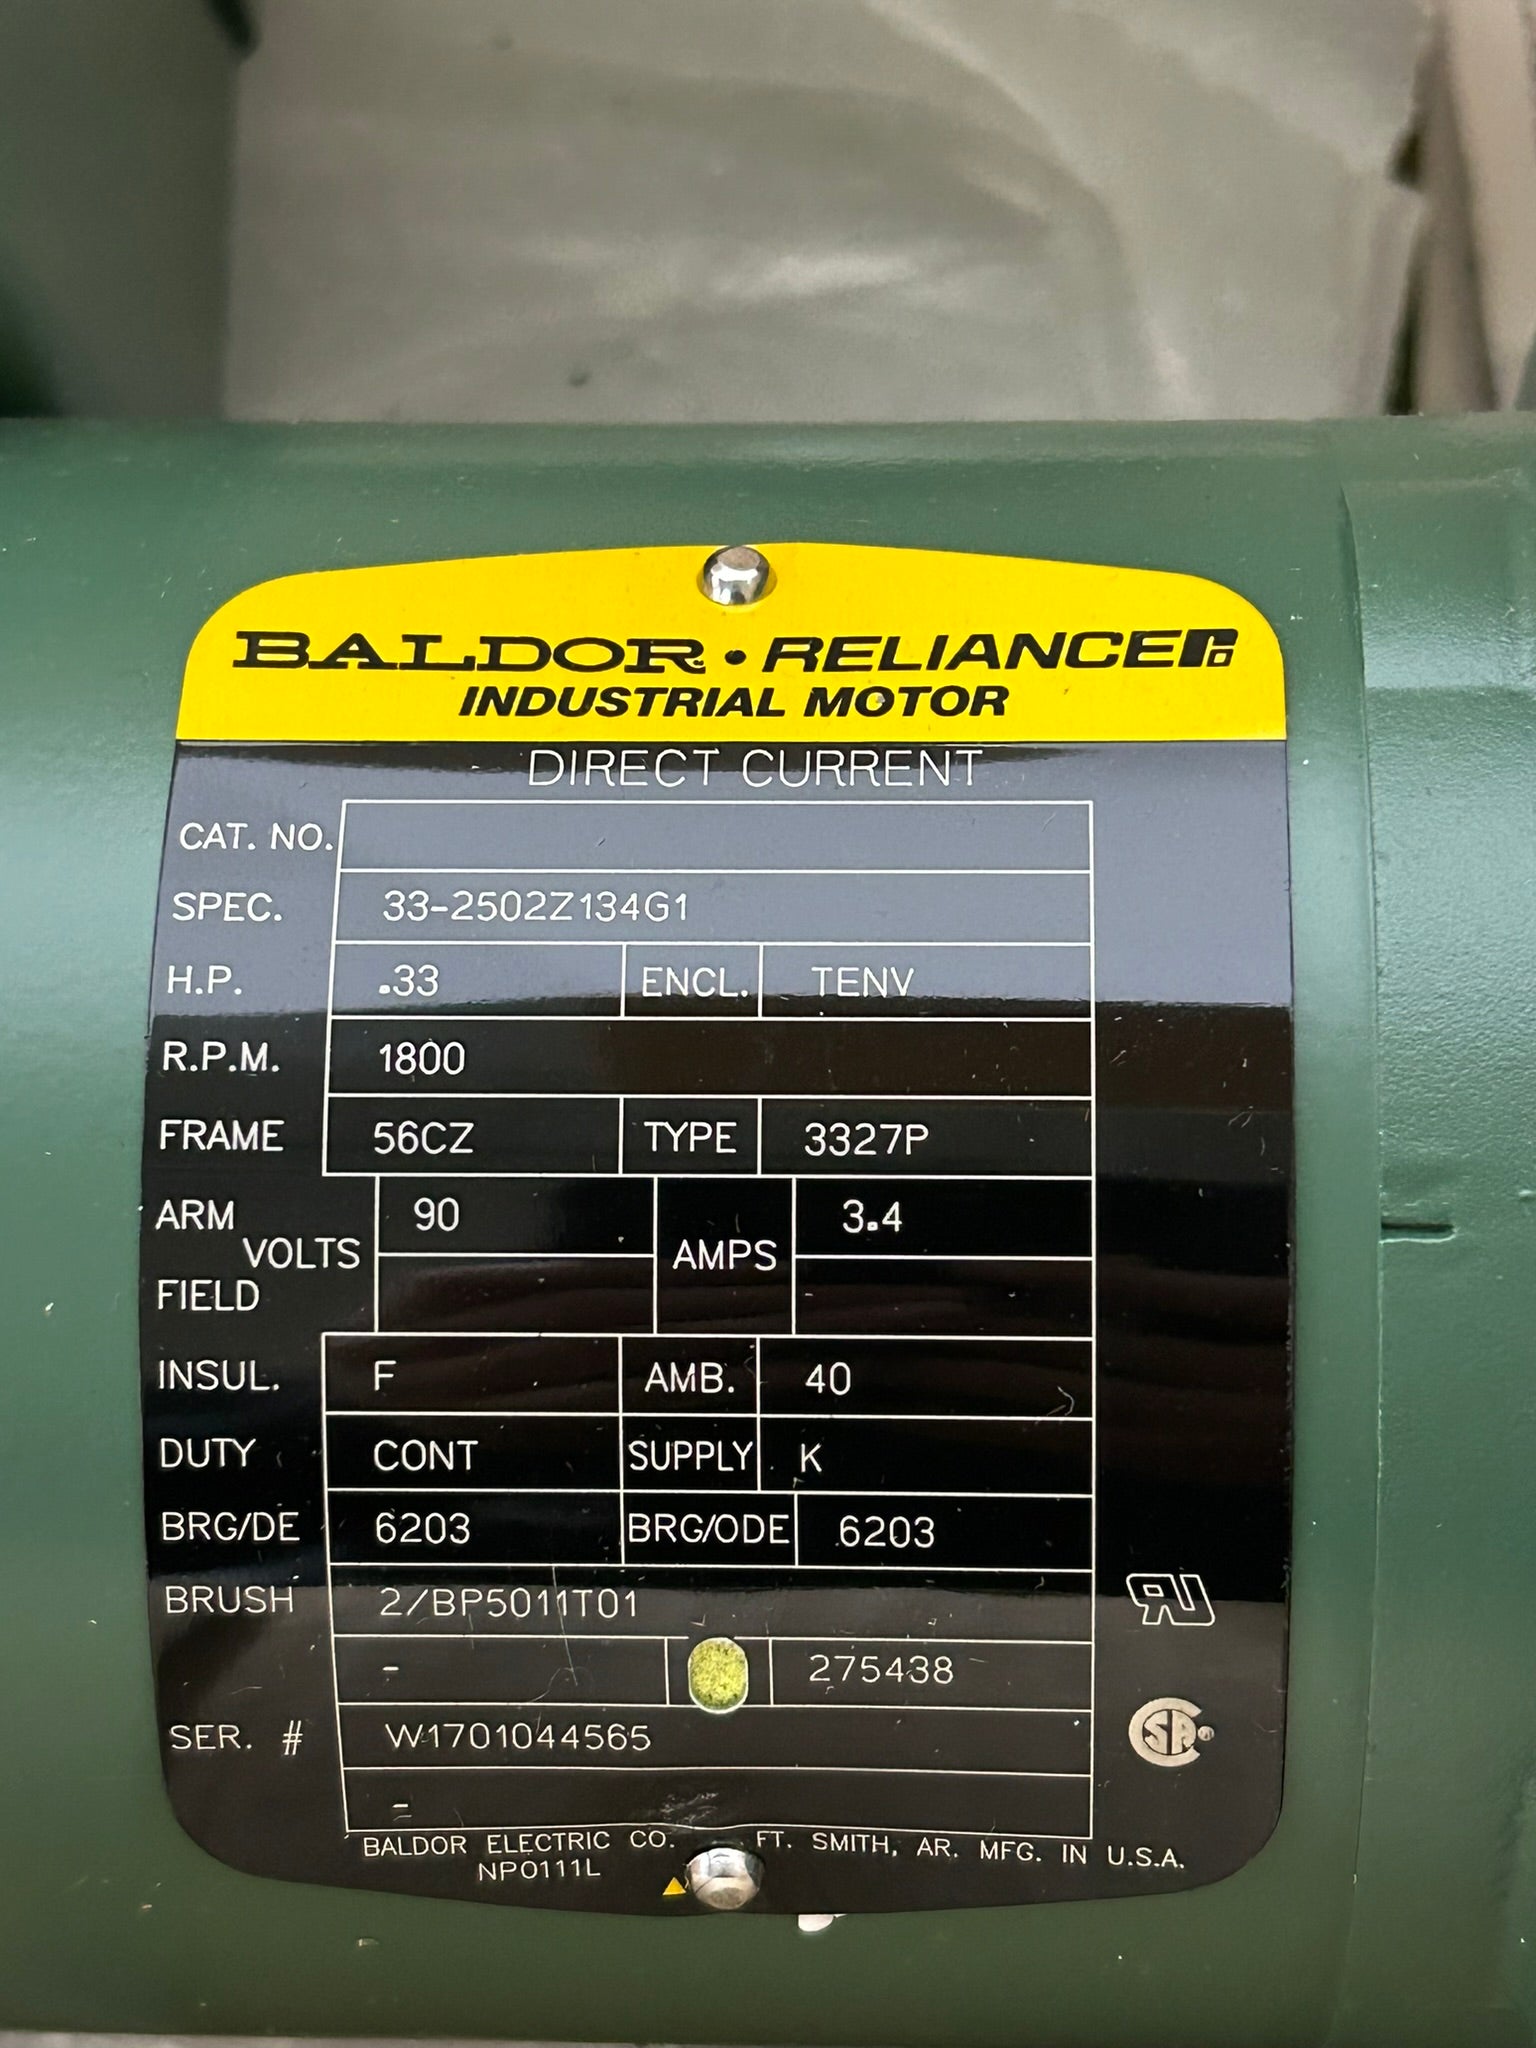 BALDOR • RELIANCE
INDUSTRIAL MOTOR
DIRECT CURRENT
CAT. NO.
SPEC. 33-2502Z134G1
H.P. .33 ENCL. TENV
R.P.M. 1800
FRAME 56CZ TYPE 3327P
ARM 90 3.4
VOLTS AMPS
FIELD -
INSUL. F AMB. 40
DUTY CONT SUPPLY K
BRG/DE 6203 BRG/ODE 6203
BRUSH 2/BP5011T01
- 275438
SER. # W1701044565
-
BALDOR ELECTRIC CO. FT. SMITH, AR. MFG. IN U.S.A.
NP0111L